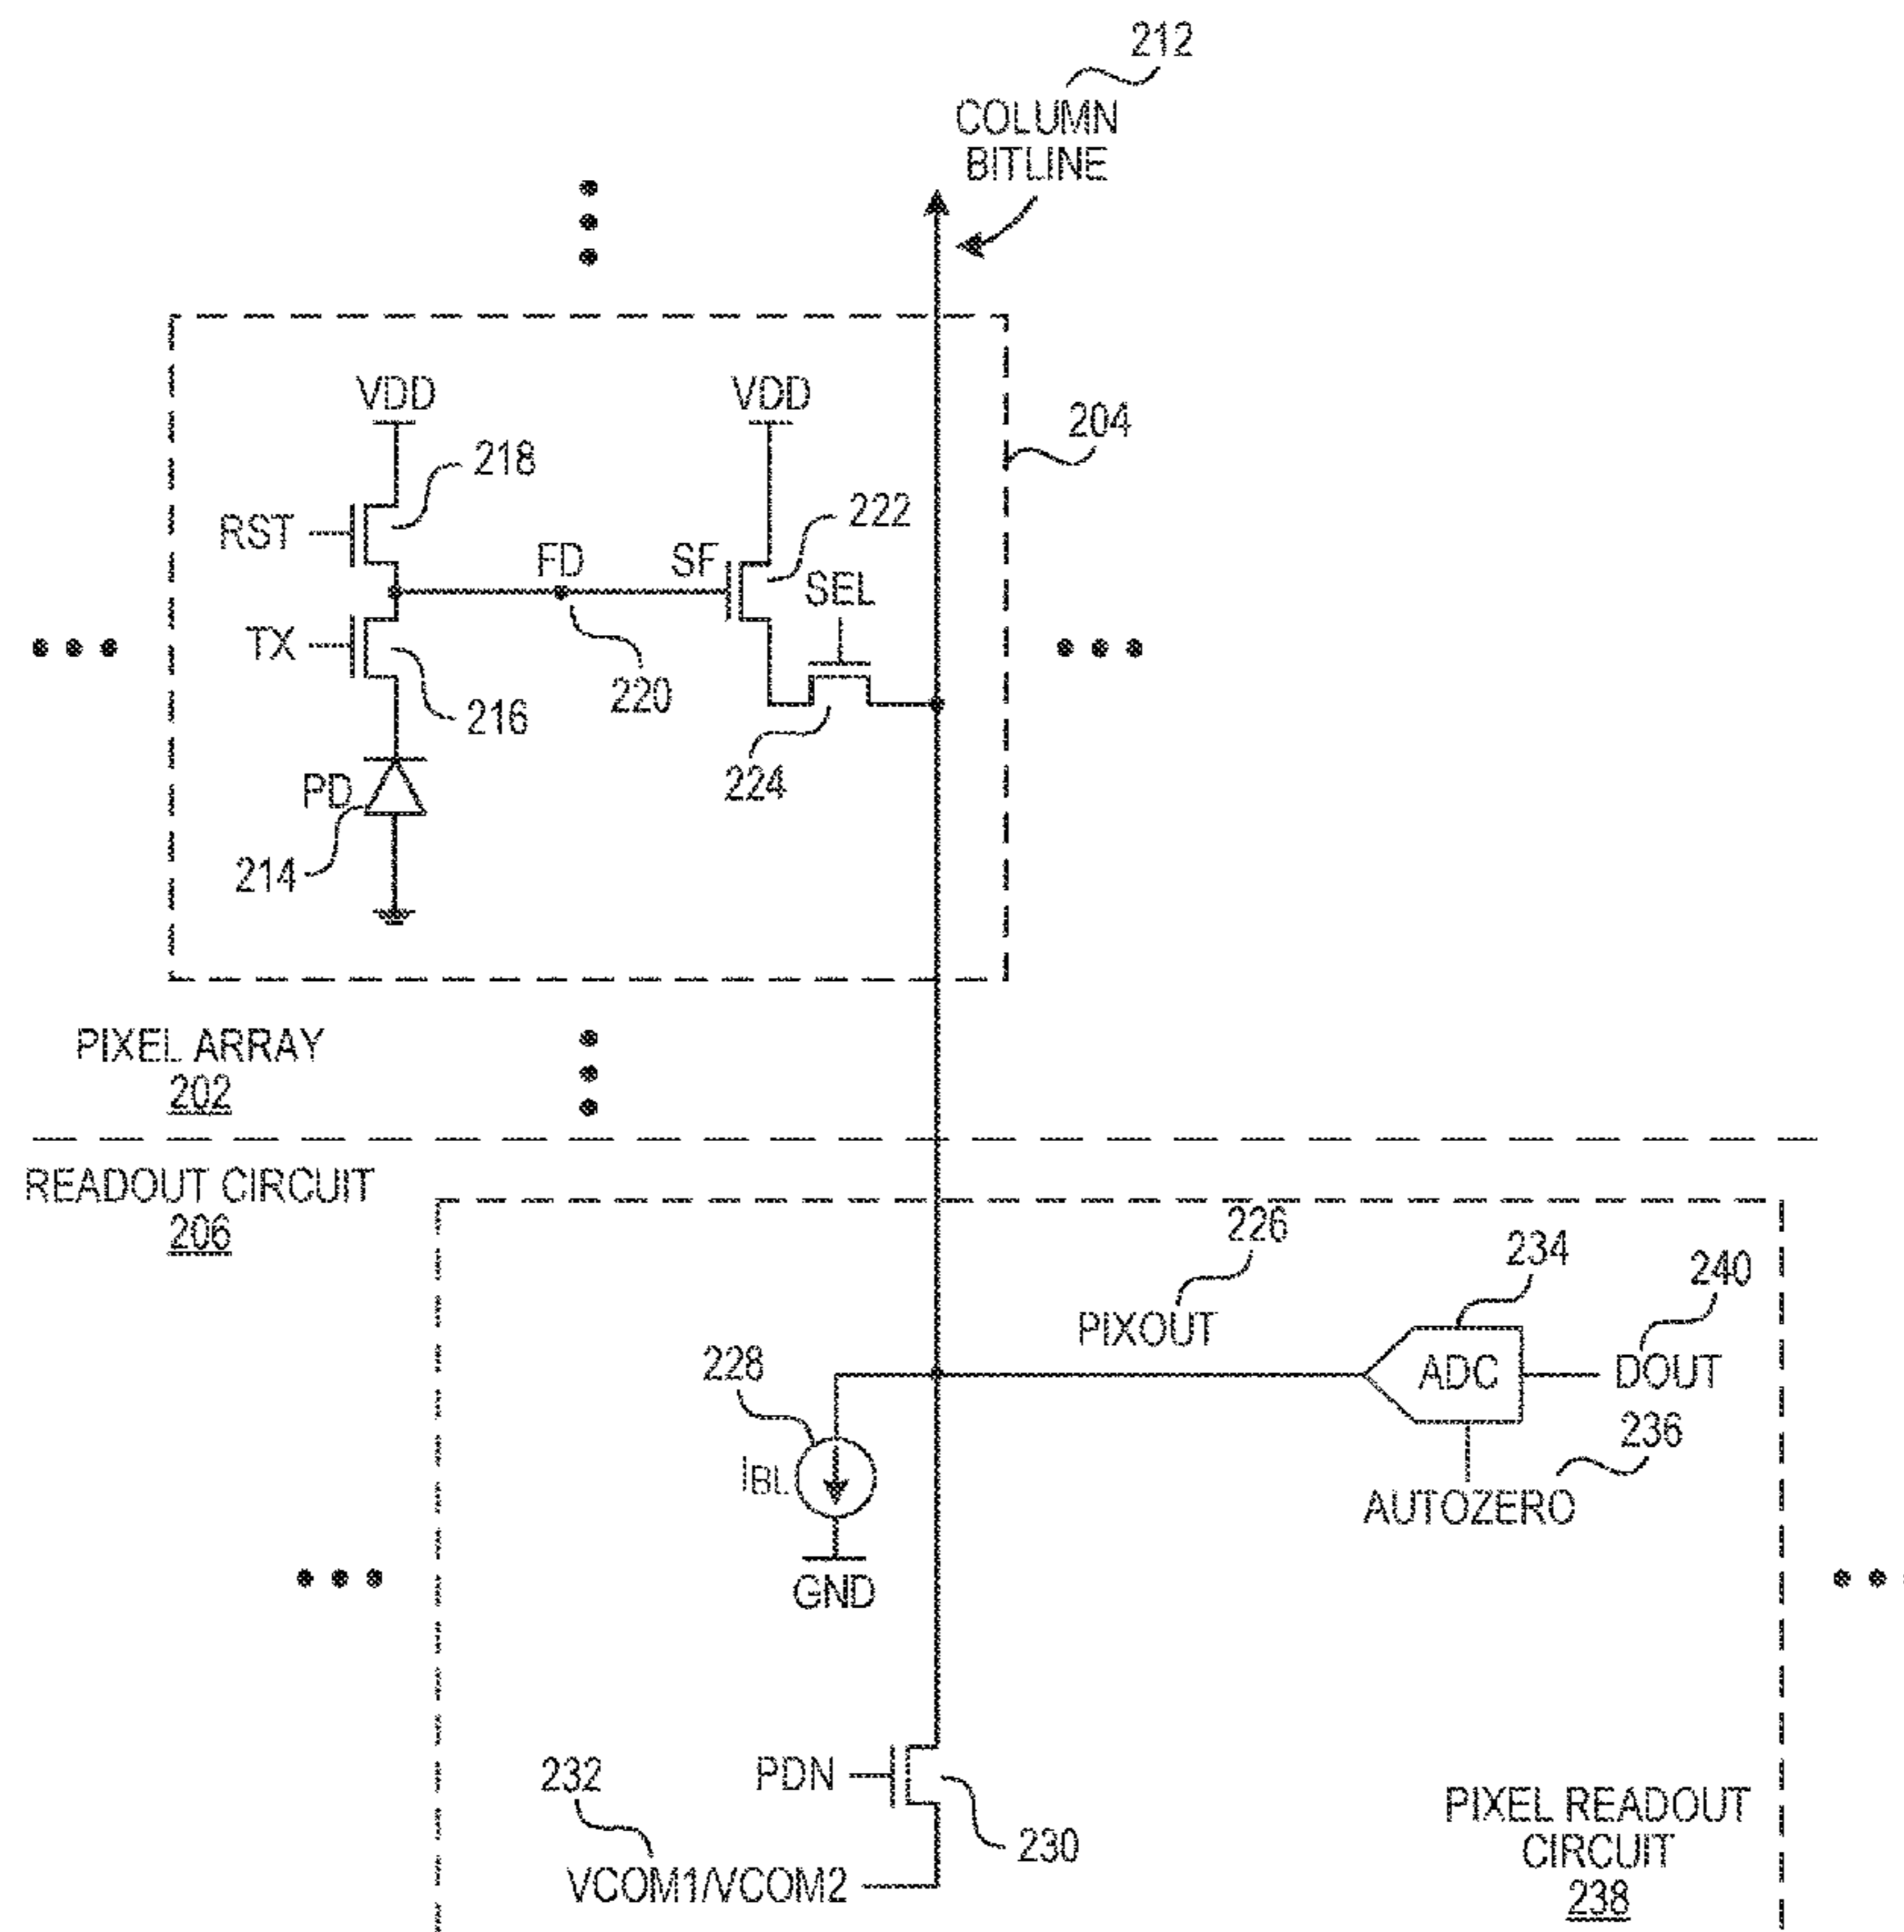 212
COLUMN
BITLINE
VDD
VDD
204
218
222
RST
FD
SF
SEL
TX
220
216
224
PD
214
PIXEL ARRAY
202
READOUT CIRCUIT
206
226
234
240
PIXOUT
228
ADC
DOUT
236
IBL
AUTOZERO
GND
232
PDN
230
PIXEL READOUT
CIRCUIT
238
VCOM1/VCOM2